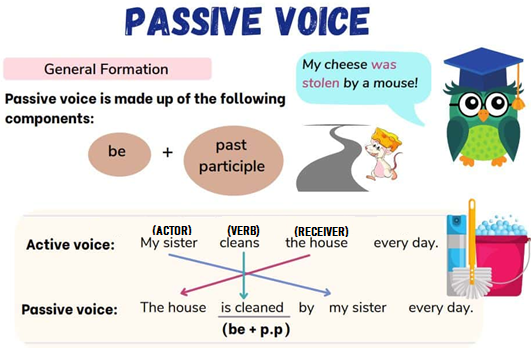 PASSIVE VOICE
General Formation
Passive voice is made up of the following
components:
be + past
participle
My cheese was
stolen by a mouse!
(ACTOR) (VERB) (RECEIVER)
Active voice: My sister cleans the house every day.
Passive voice: The house is cleaned by my sister every day.
(be + p.p)